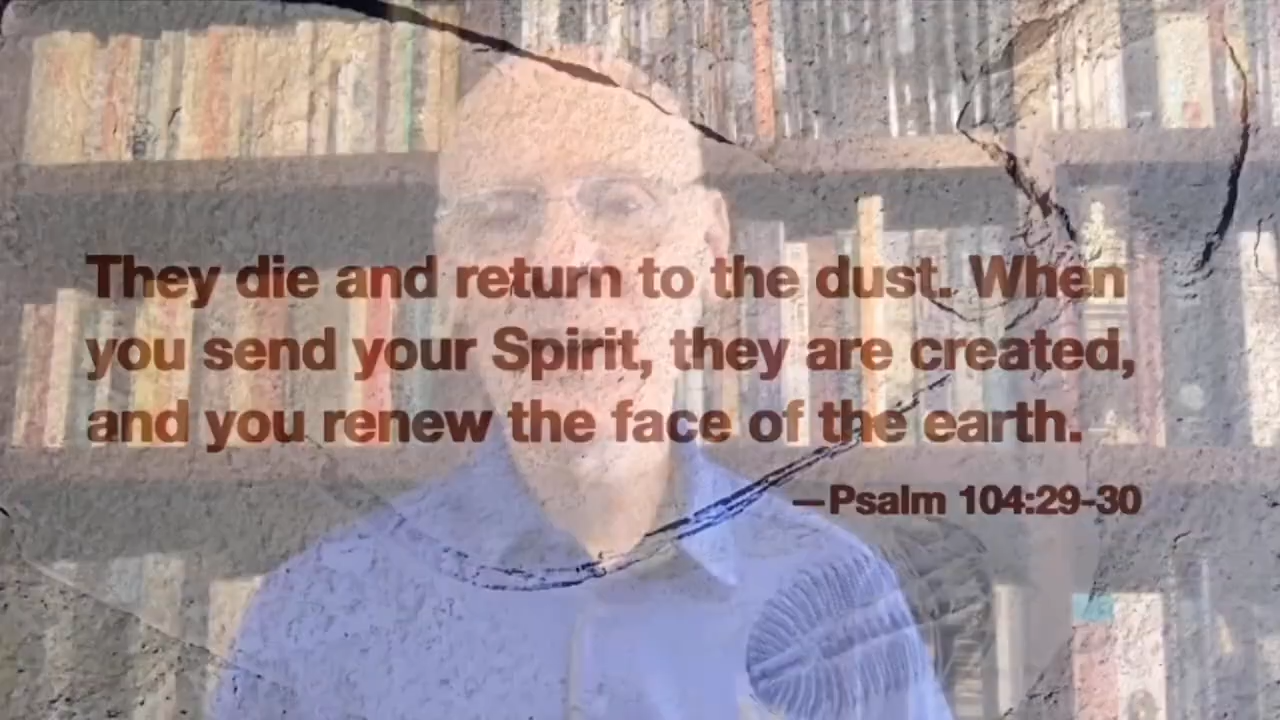 They die and return to the dust. When
you send your Spirit, they are created,
and you renew the face of the earth.
—Psalm 104:29-30